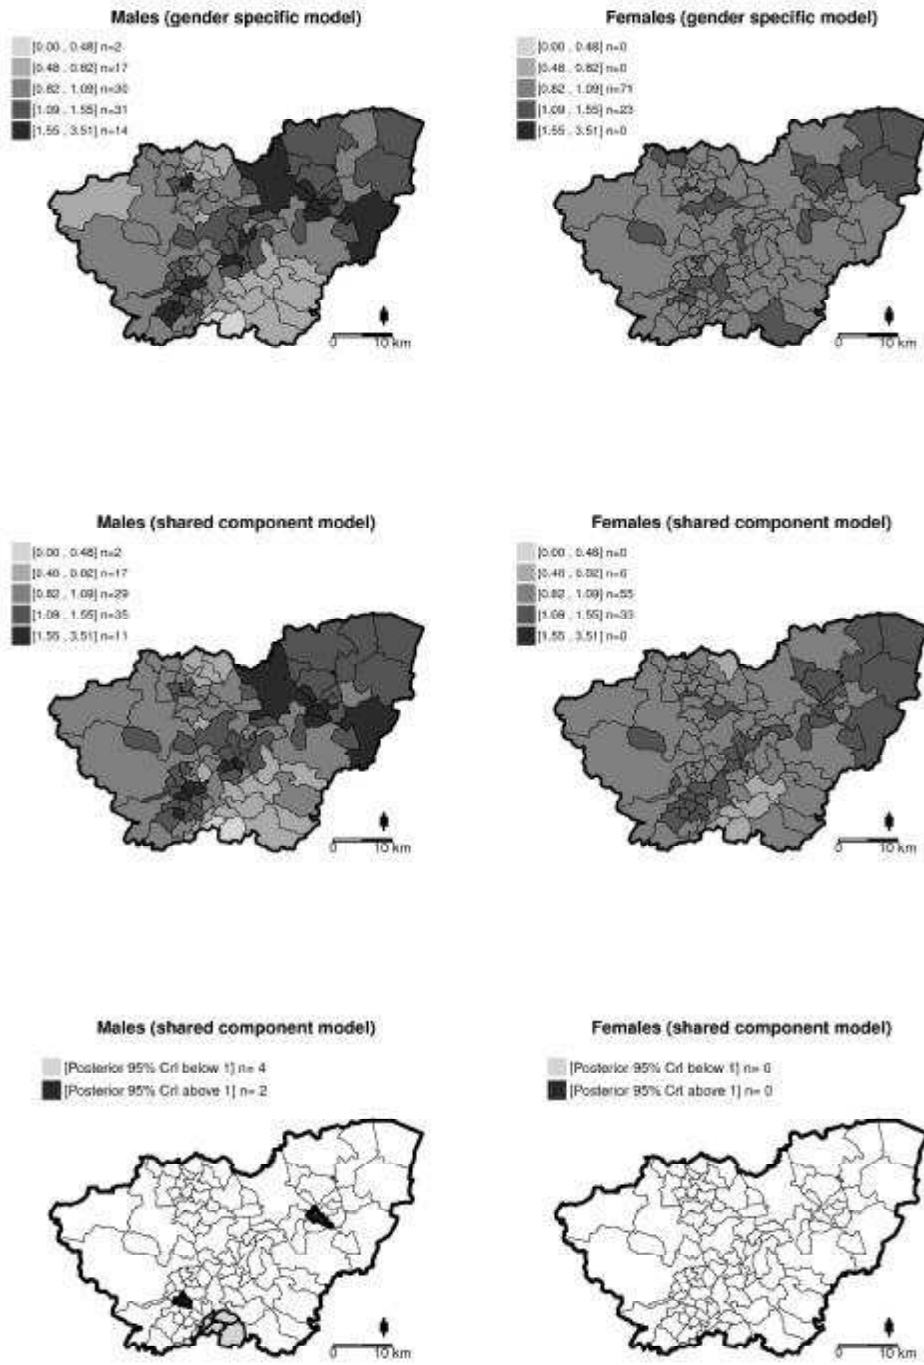 Males (gender specific model)
[0.00 , 0.48] n=2
[0.48 , 0.82] n=17
[0.82 , 1.09] n=30
[1.09 , 1.55] n=31
[1.55 , 3.51] n=14
0 10 km
Females (gender specific model)
[0.00 , 0.48] n=0
[0.48 , 0.82] n=0
[0.82 , 1.09] n=71
[1.09 , 1.55] n=23
[1.55 , 3.51] n=0
0 10 km
Males (shared component model)
[0.00 , 0.48] n=2
[0.48 , 0.82] n=17
[0.82 , 1.09] n=29
[1.09 , 1.55] n=35
[1.55 , 3.51] n=11
0 10 km
Females (shared component model)
[0.00 , 0.48] n=0
[0.48 , 0.82] n=6
[0.82 , 1.09] n=55
[1.09 , 1.55] n=33
[1.55 , 3.51] n=0
0 10 km
Males (shared component model)
[Posterior 95% CrI below 1] n= 4
[Posterior 95% CrI above 1] n= 2
0 10 km
Females (shared component model)
[Posterior 95% CrI below 1] n= 0
[Posterior 95% CrI above 1] n= 0
0 10 km